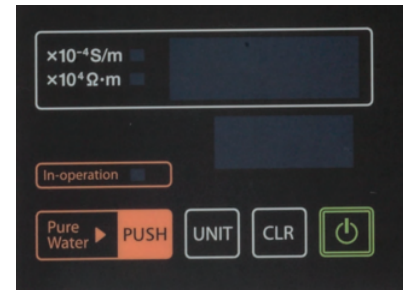 ×10⁻⁴S/m
×10⁴Ω·m
In-operation
Pure
Water
PUSH
UNIT
CLR